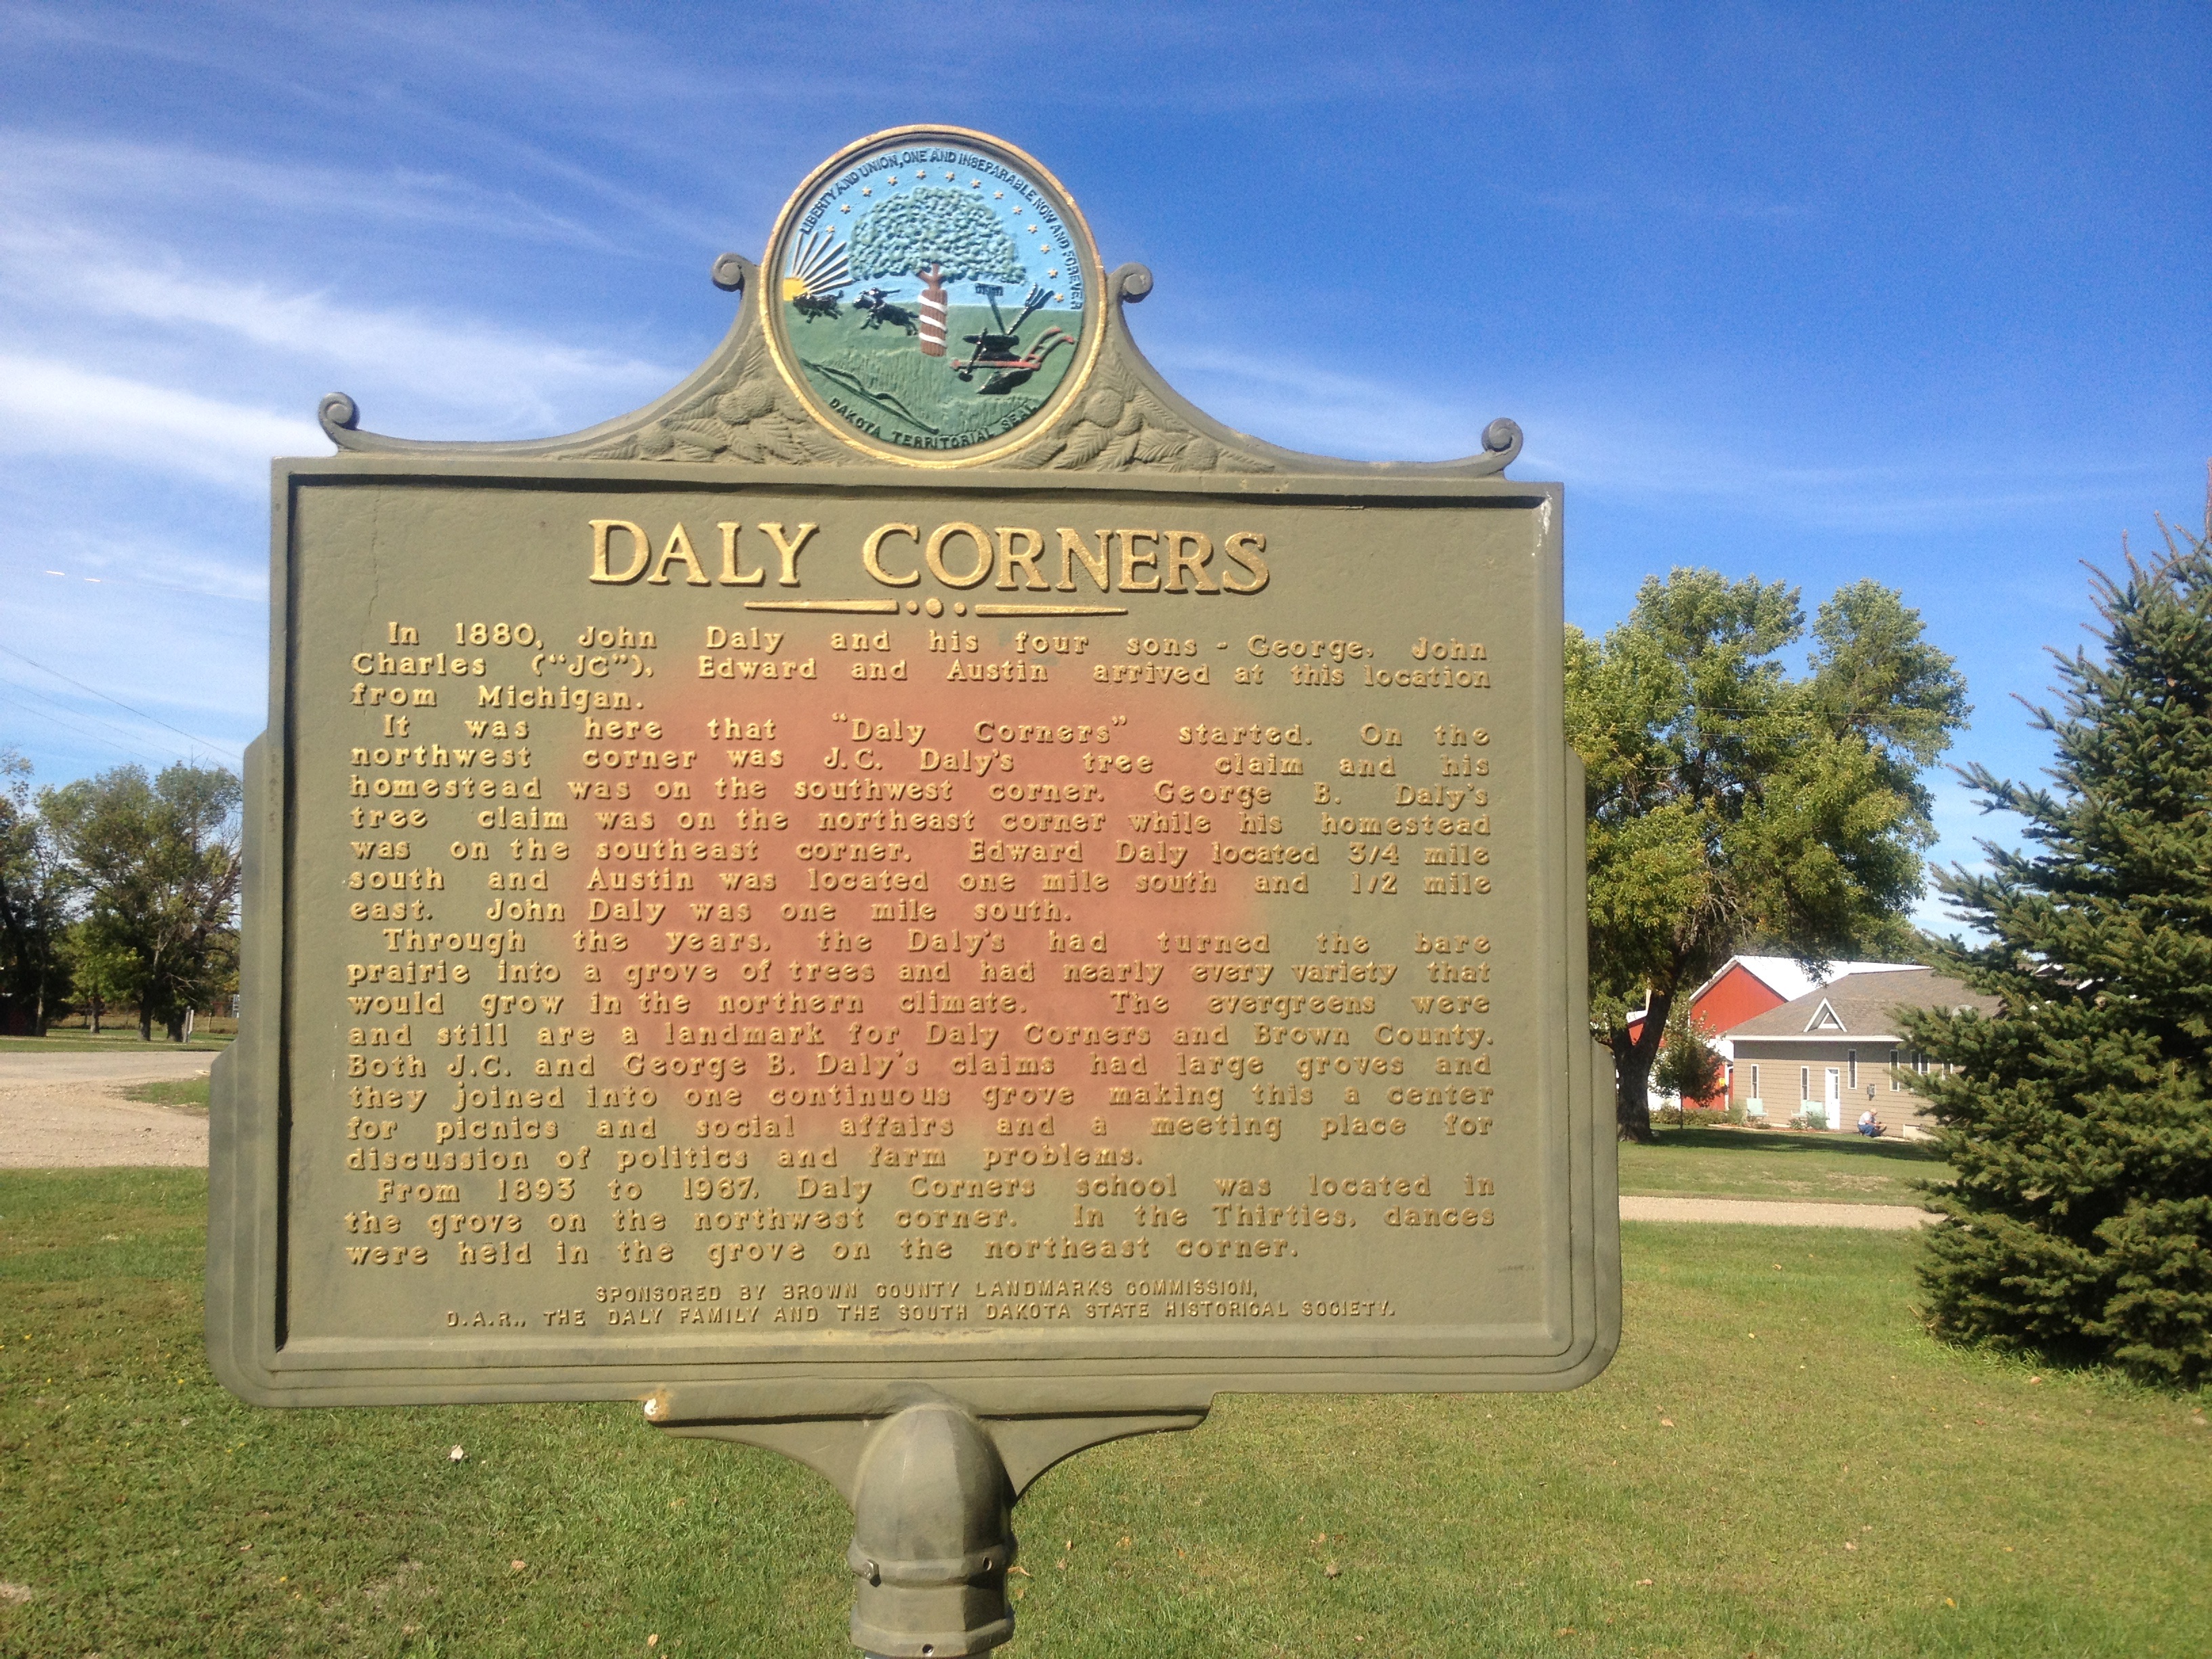 LIBERTY AND UNION, ONE AND INSEPARABLE NOW AND FOREVER
DAKOTA TERRITORIAL SEAL
DALY CORNERS
In 1880, John Daly and his four sons - George, John
Charles ("JC"), Edward and Austin arrived at this location
from Michigan.
It was here that "Daly Corners" started. On the
northwest corner was J.C. Daly's tree claim and his
homestead was on the southwest corner. George B. Daly's
tree claim was on the northeast corner while his homestead
was on the southeast corner. Edward Daly located 3/4 mile
south and Austin was located one mile south and 1/2 mile
east. John Daly was one mile south.
Through the years, the Daly's had turned the bare
prairie into a grove of trees and had nearly every variety that
would grow in the northern climate. The evergreens were
and still are a landmark for Daly Corners and Brown County.
Both J.C. and George B. Daly's claims had large groves and
they joined into one continuous grove making this a center
for picnics and social affairs and a meeting place for
discussion of politics and farm problems.
From 1893 to 1967, Daly Corners school was located in
the grove on the northwest corner. In the Thirties, dances
were held in the grove on the northeast corner.
SPONSORED BY BROWN COUNTY LANDMARKS COMMISSION,
D.A.R., THE DALY FAMILY AND THE SOUTH DAKOTA STATE HISTORICAL SOCIETY.